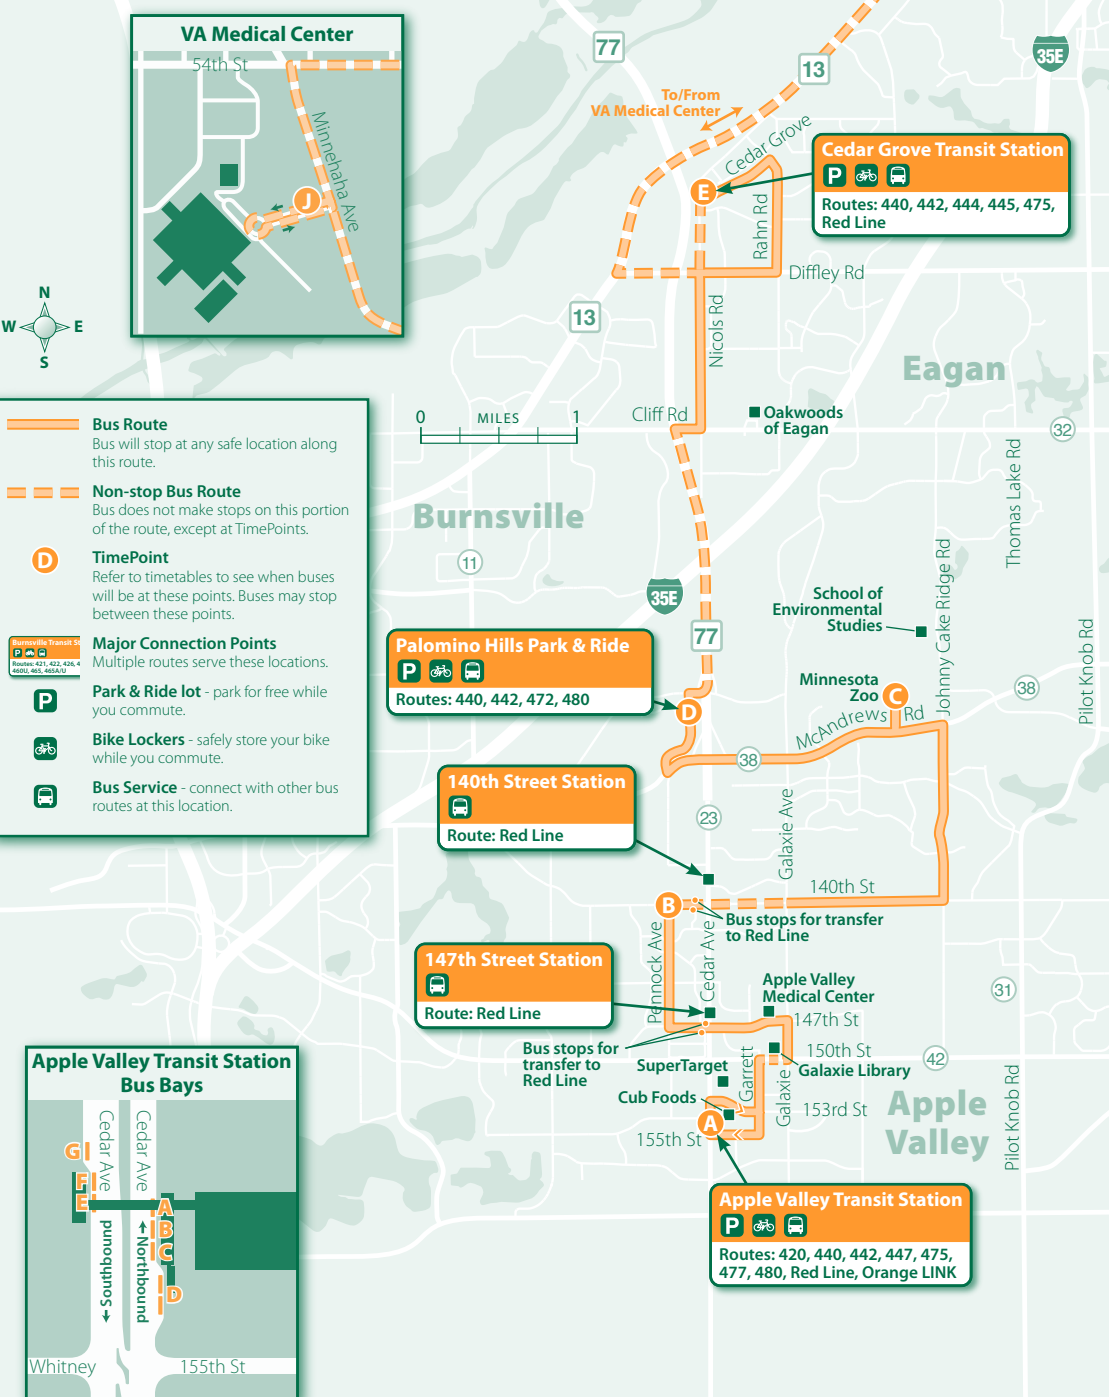 VA Medical Center
54th St
Minnehaha Ave
J
N
W
E
S
77
13
35E
To/From
VA Medical Center
Cedar Grove
E
Cedar Grove Transit Station
P
Routes: 440, 442, 444, 445, 475,
Red Line
Rahn Rd
Diffley Rd
13
Nicols Rd
Eagan
0 MILES 1
Cliff Rd
Oakwoods
of Eagan
32
Thomas Lake Rd
Bus Route
Bus will stop at any safe location along
this route.
Non-stop Bus Route
Bus does not make stops on this portion
of the route, except at TimePoints.
D
TimePoint
Refer to timetables to see when buses
will be at these points. Buses may stop
between these points.
Burnsville Transit St
P
Routes: 421, 422, 426, 4
460U, 465, 465A/U
Major Connection Points
Multiple routes serve these locations.
P
Park & Ride lot - park for free while
you commute.
Bike Lockers - safely store your bike
while you commute.
Bus Service - connect with other bus
routes at this location.
Burnsville
11
35E
77
School of
Environmental
Studies
Johnny Cake Ridge Rd
Pilot Knob Rd
Palomino Hills Park & Ride
P
Routes: 440, 442, 472, 480
D
Minnesota
Zoo
C
38
McAndrews Rd
38
140th Street Station
Route: Red Line
23
Galaxie Ave
140th St
B
Bus stops for transfer
to Red Line
Pennock Ave
Cedar Ave
147th Street Station
Route: Red Line
Apple Valley
Medical Center
31
147th St
Bus stops for
transfer to
Red Line
150th St
42
SuperTarget
Garrett
Galaxie Library
Cub Foods
Galaxie
153rd St
Apple
Valley
A
155th St
Pilot Knob Rd
Apple Valley Transit Station
P
Routes: 420, 440, 442, 447, 475,
477, 480, Red Line, Orange LINK
Apple Valley Transit Station
Bus Bays
Cedar Ave
Cedar Ave
G
F
E
A
B
C
D
Southbound
Northbound
Whitney
155th St